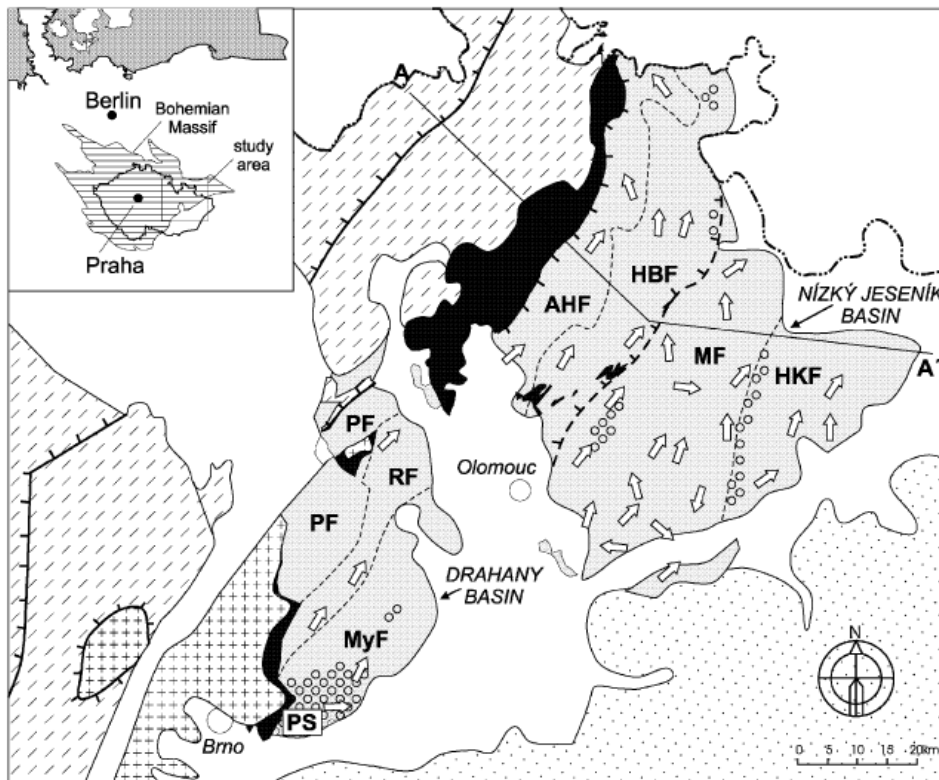 Berlin
Bohemian
Massif
study
area
Praha
A
HBF
AHF
NÍZKÝ JESENÍK
BASIN
MF
HKF
A'
PF
RF
Olomouc
PF
DRAHANY
BASIN
MyF
PS
Brno
N
0 5 10 15 20km